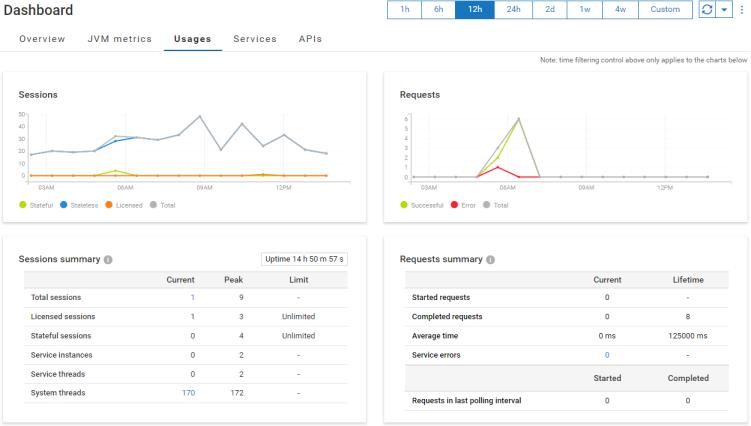 Dashboard
1h 6h 12h 24h 2d 1w 4w Custom
Overview JVM metrics Usages Services APIs
Note: time filtering control above only applies to the charts below
Sessions
50
40
30
20
10
0
03AM 06AM 09AM 12PM
Stateful Stateless Licensed Total
Requests
6
5
4
3
2
1
0
03AM 06AM 09AM 12PM
Successful Error Total
Sessions summary
Uptime 14 h 50 m 57 s
Current Peak Limit
Total sessions 1 9 -
Licensed sessions 1 3 Unlimited
Stateful sessions 0 4 Unlimited
Service instances 0 2 -
Service threads 0 2 -
System threads 170 172 -
Requests summary
Current Lifetime
Started requests 0 -
Completed requests 0 8
Average time 0 ms 125000 ms
Service errors 0 -
Started Completed
Requests in last polling interval 0 0